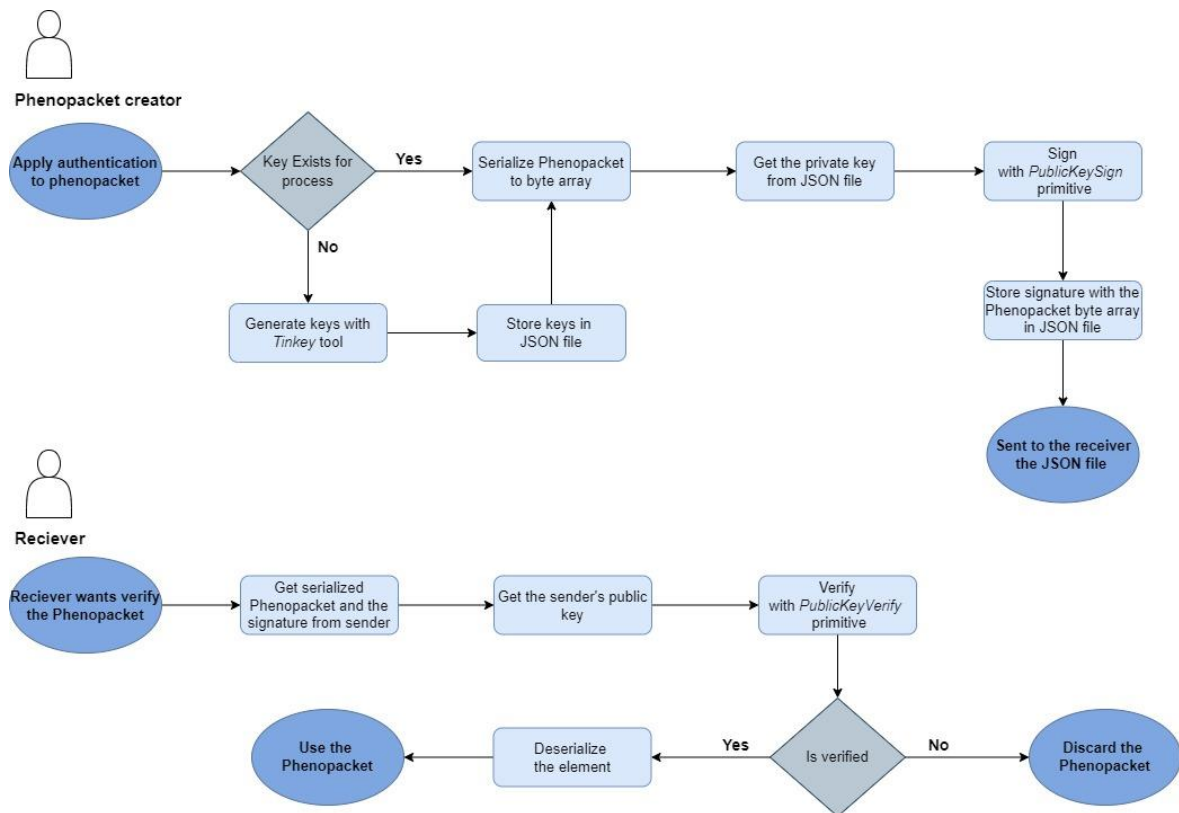 Phenopacket creator
Apply authentication
to phenopacket
Key Exists for
process
Yes
Serialize Phenopacket
to byte array
Get the private key
from JSON file
Sign
with PublicKeySign
primitive
No
Generate keys with
Tinkey tool
Store keys in
JSON file
Store signature with the
Phenopacket byte array
in JSON file
Sent to the receiver
the JSON file
Reciever
Reciever wants verify
the Phenopacket
Get serialized
Phenopacket and the
signature from sender
Get the sender's public
key
Verify
with PublicKeyVerify
primitive
Use the
Phenopacket
Deserialize
the element
Yes
Is verified
No
Discard the
Phenopacket